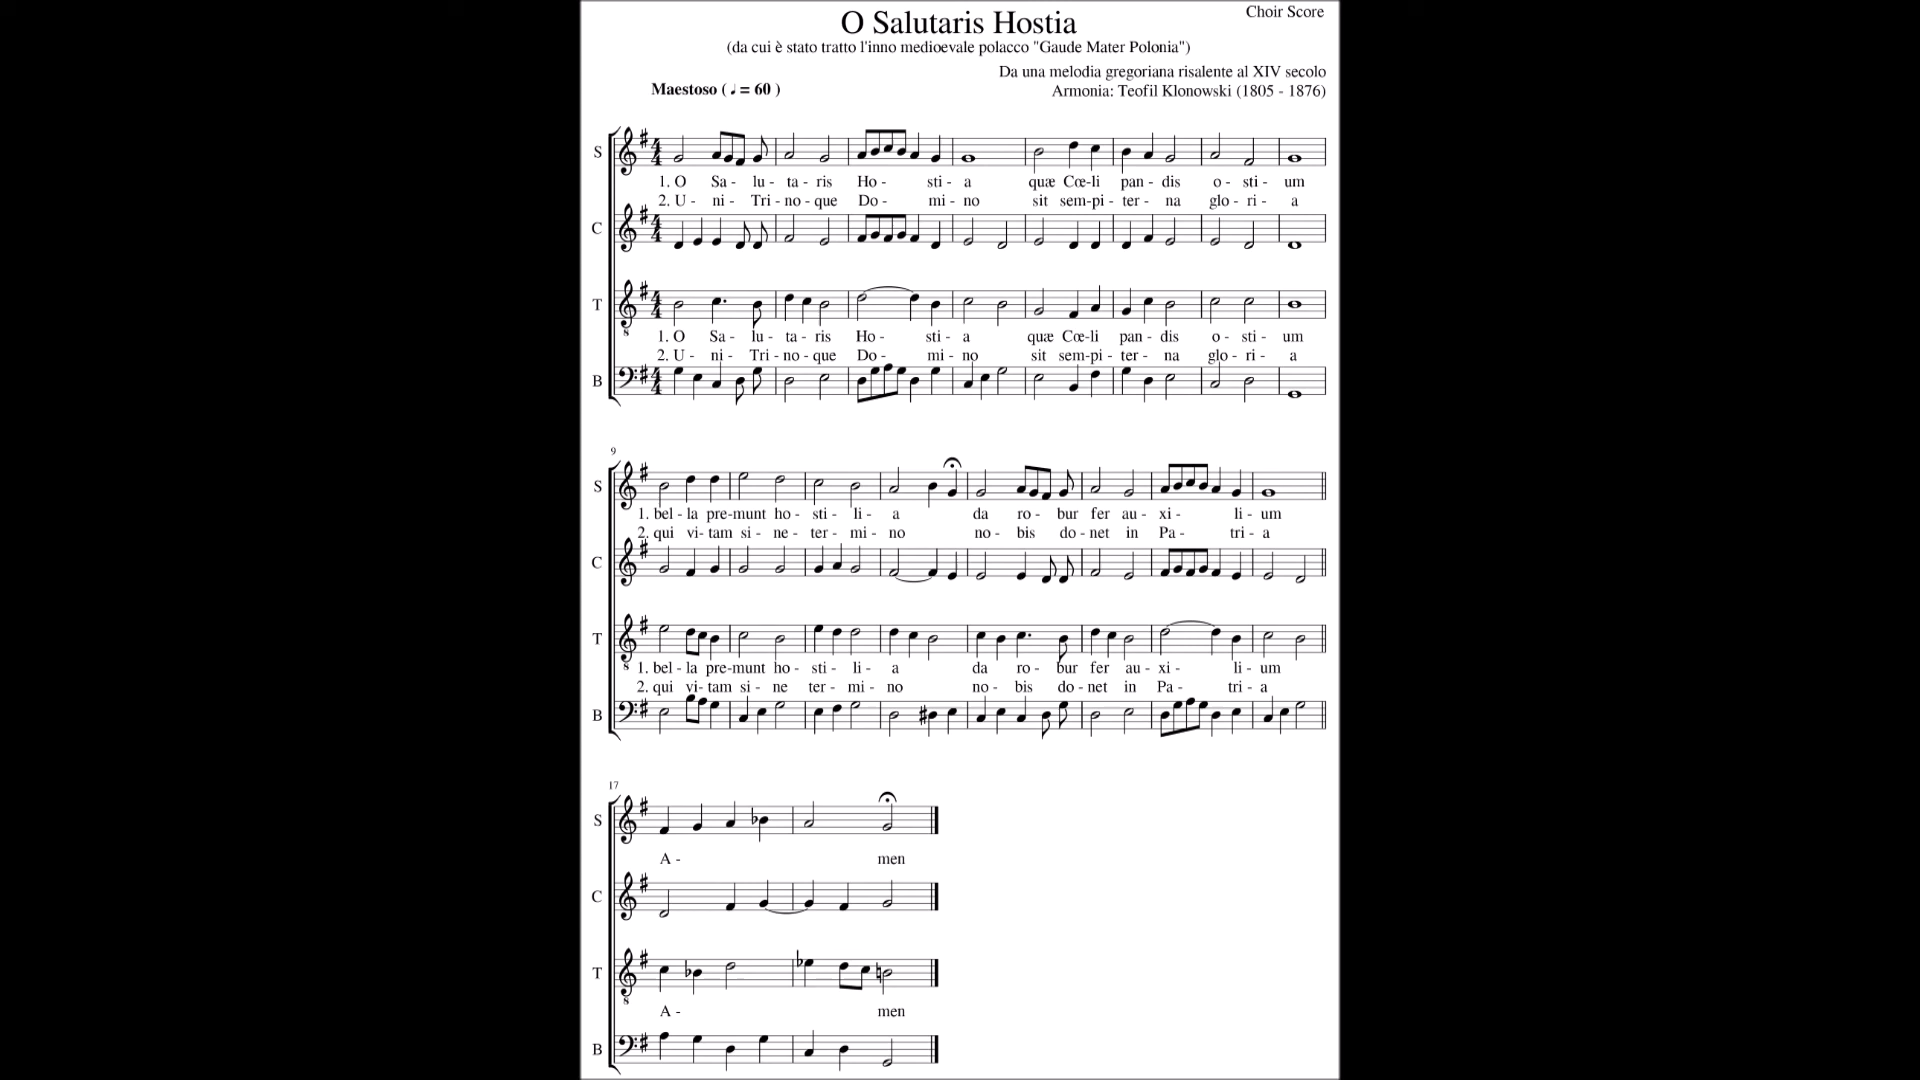 Choir Score
O Salutaris Hostia
(da cui è stato tratto l'inno medioevale polacco "Gaude Mater Polonia")
Da una melodia gregoriana risalente al XIV secolo
Maestoso ( ♩ = 60 )
Armonia: Teofil Klonowski (1805 - 1876)
S
1. O Sa - lu - ta - ris Ho - sti - a quæ Cœ-li pan - dis o - sti - um
2. U - ni - Tri - no - que Do - mi - no sit sem-pi - ter - na glo - ri - a
C
T
8
1. O Sa - lu - ta - ris Ho - sti - a quæ Cœ-li pan - dis o - sti - um
2. U - ni - Tri - no - que Do - mi - no sit sem-pi - ter - na glo - ri - a
B
9
S
1. bel - la pre-munt ho - sti - li - a da ro - bur fer au - xi - li - um
2. qui vi- tam si - ne - ter - mi - no no - bis do - net in Pa - tri - a
C
T
8
1. bel - la pre-munt ho - sti - li - a da ro - bur fer au - xi - li - um
2. qui vi- tam si - ne ter - mi - no no - bis do - net in Pa - tri - a
B
17
S
A - men
C
T
8
A - men
B